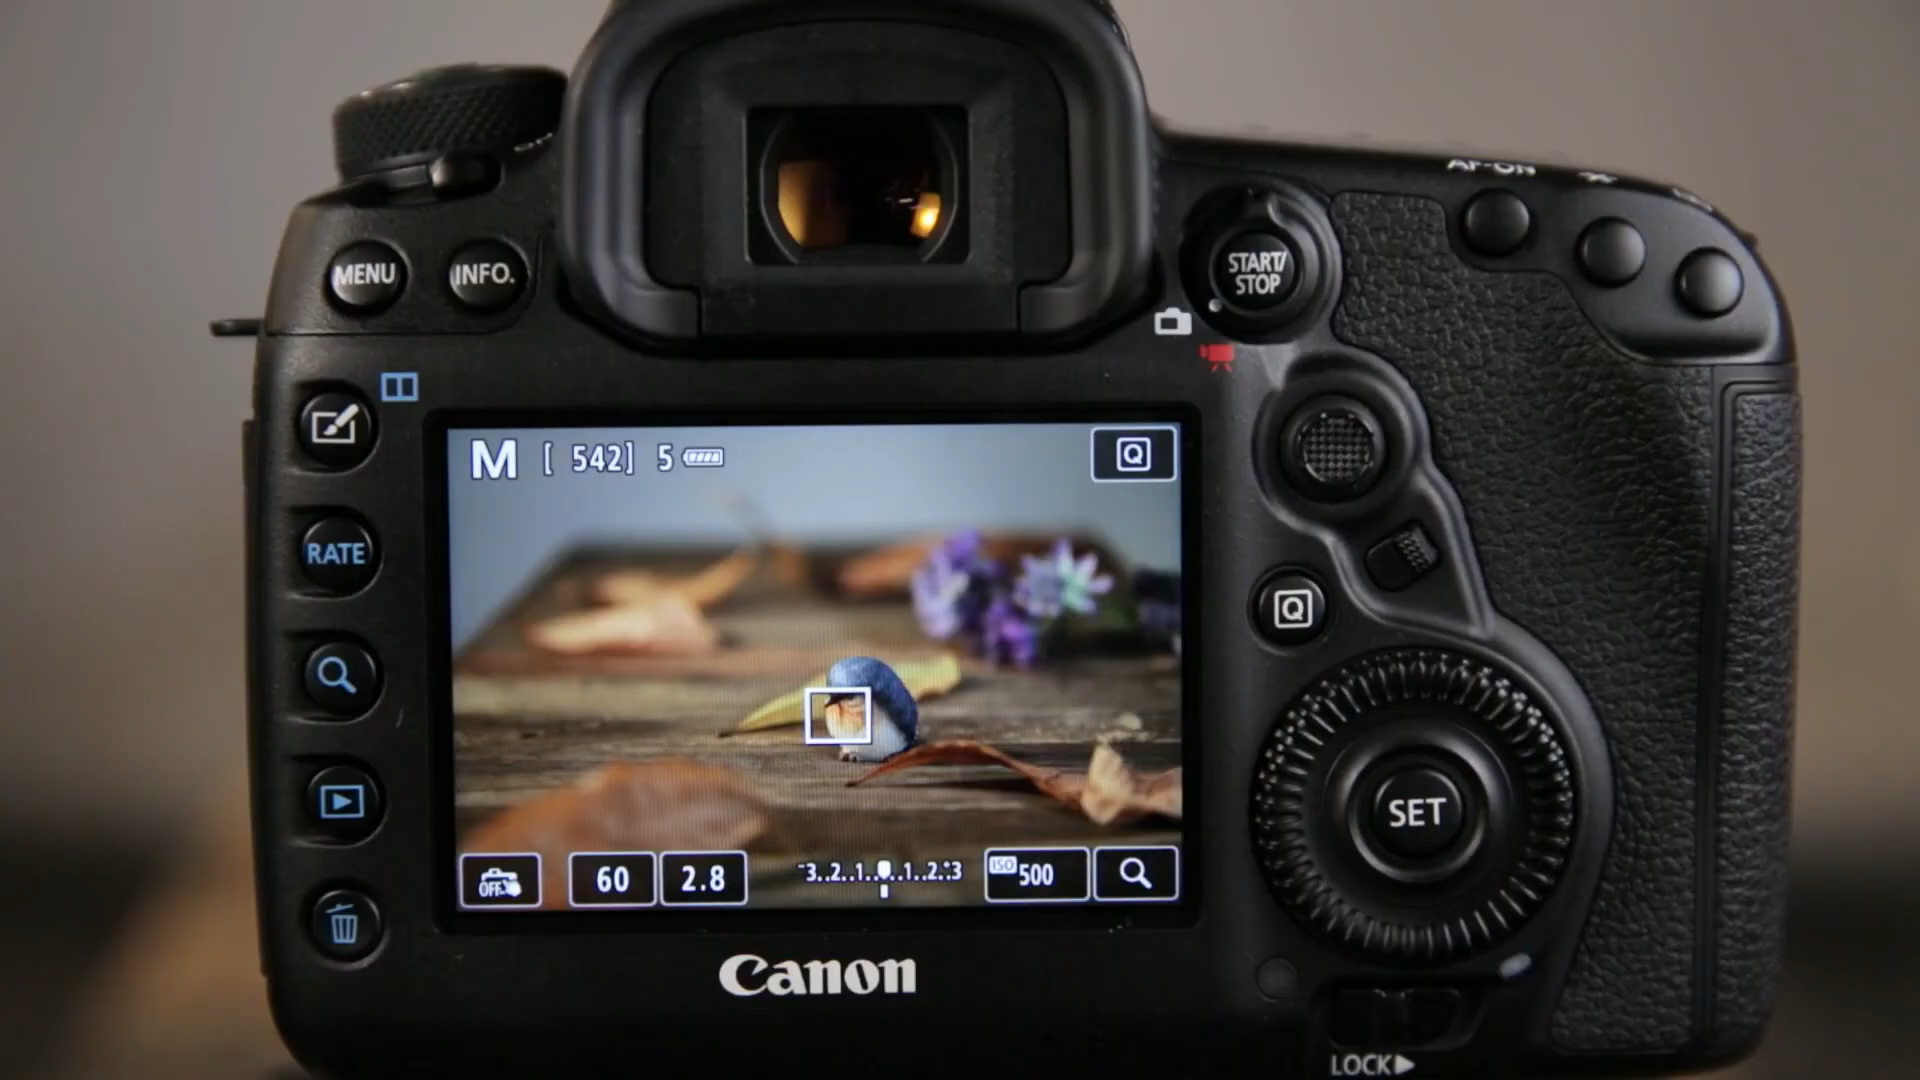 AF-ON
MENU
INFO.
START/
STOP
M [ 542] 5
Q
RATE
Q
SET
OFF
60
2.8
-3..2..1..0..1..2.:3
ISO 500
Canon
LOCK